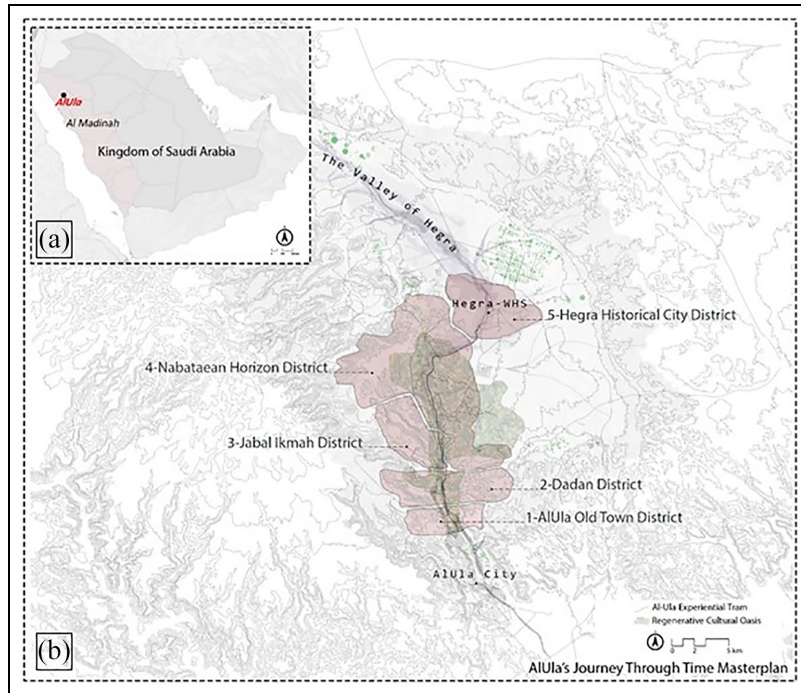 AlUla
Al Madinah
Kingdom of Saudi Arabia
(a)
The Valley of Hegra
Hegra-WHS
5-Hegra Historical City District
4-Nabataean Horizon District
3-Jabal Ikmah District
2-Dadan District
1-AlUla Old Town District
AlUla City
Al-Ula Experiential Tram
Regenerative Cultural Oasis
0 2 5 km
(b)
AlUla's Journey Through Time Masterplan